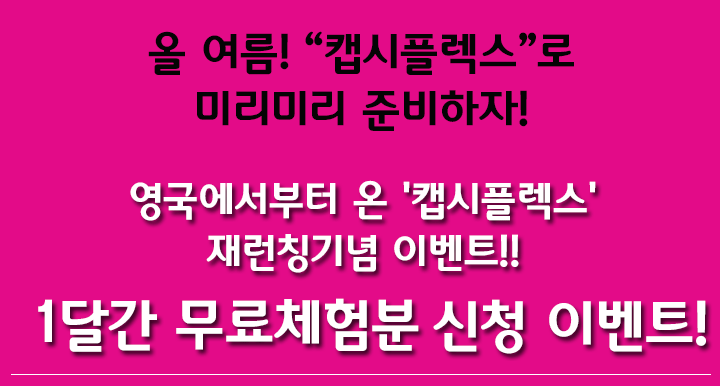 올 여름! “캡시플렉스”로
미리미리 준비하자!
영국에서부터 온 '캡시플렉스'
재런칭기념 이벤트!!
1달간 무료체험분 신청 이벤트!